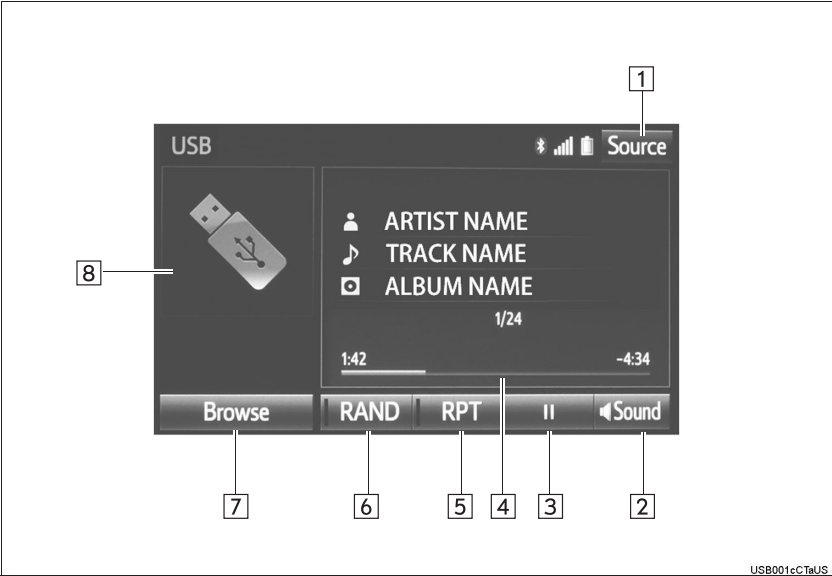 1
USB
Source
ARTIST NAME
TRACK NAME
8
ALBUM NAME
1/24
1:42
-4:34
Browse
RAND
RPT
Sound
7
6
5
4
3
2
USB001cCTaUS